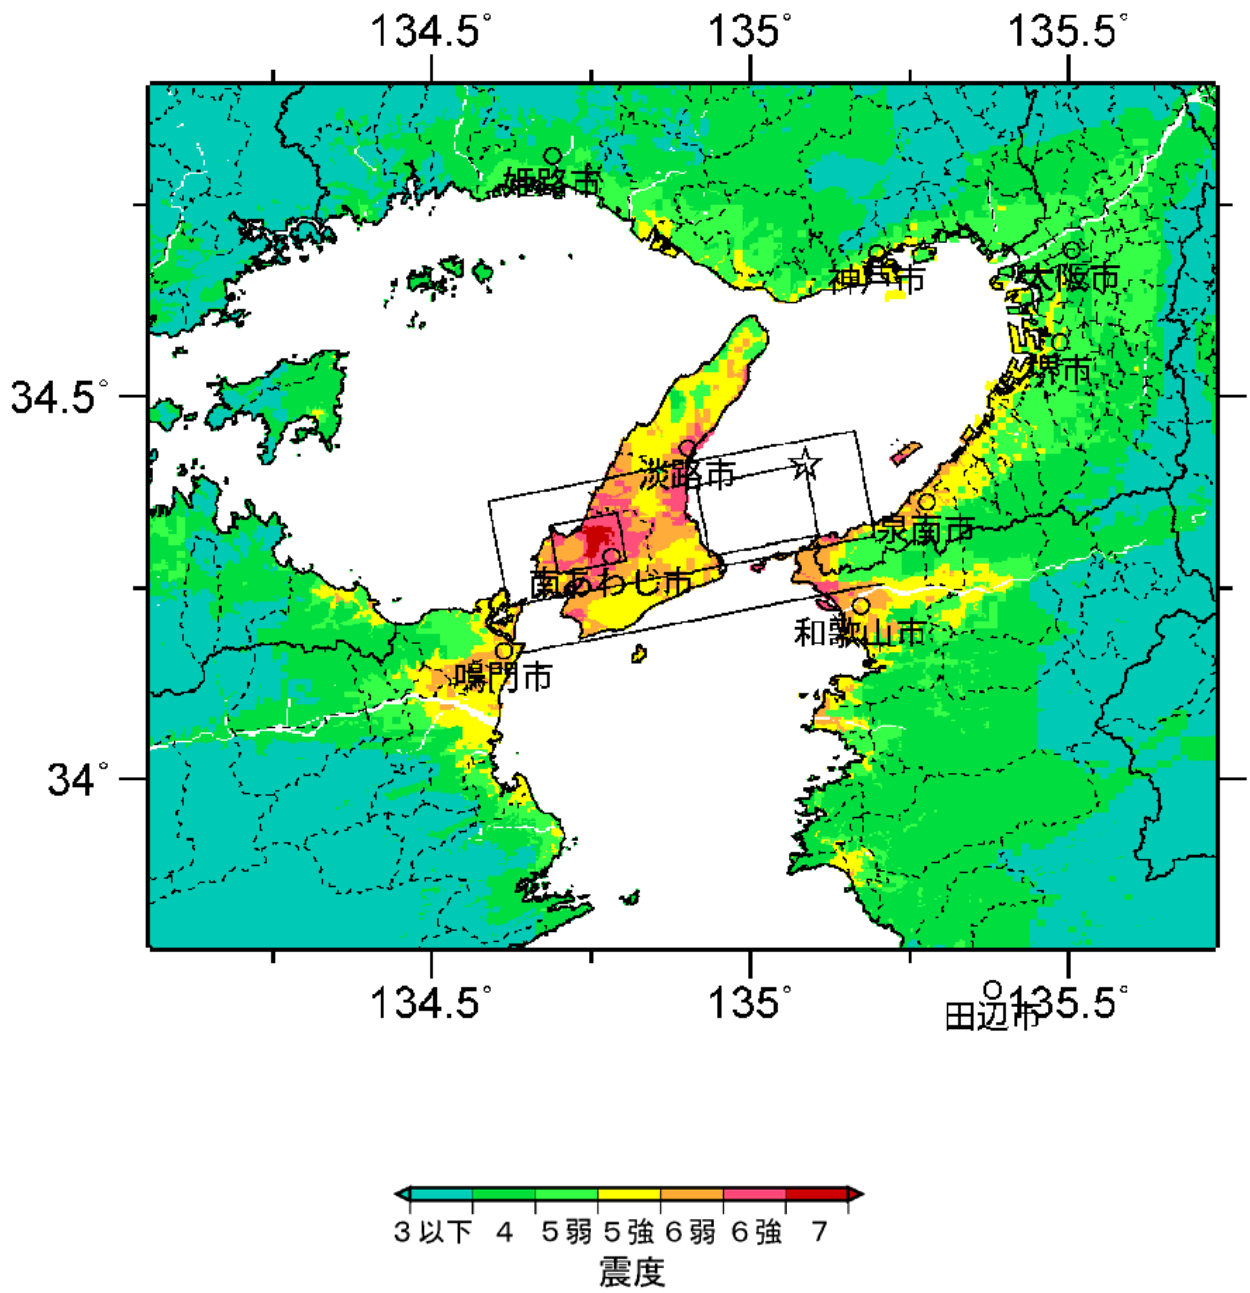 134.5° 135° 135.5°
姫路市
神戸市 大阪市
堺市
34.5°
淡路市
泉南市
南あわじ市
和歌山市
鳴門市
34°
134.5° 135° 135.5°
田辺市
3以下 4 5弱 5強 6弱 6強 7
震度